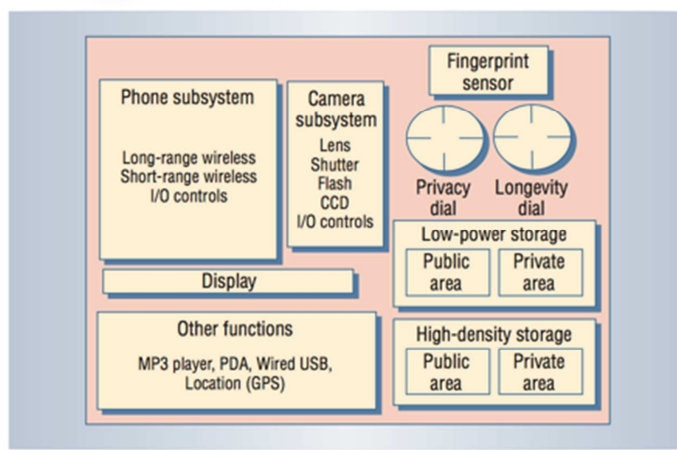 Phone subsystem
Long-range wireless
Short-range wireless
I/O controls
Camera
subsystem
Lens
Shutter
Flash
CCD
I/O controls
Fingerprint
sensor
Privacy
dial
Longevity
dial
Low-power storage
Public
area
Private
area
Display
Other functions
MP3 player, PDA, Wired USB,
Location (GPS)
High-density storage
Public
area
Private
area